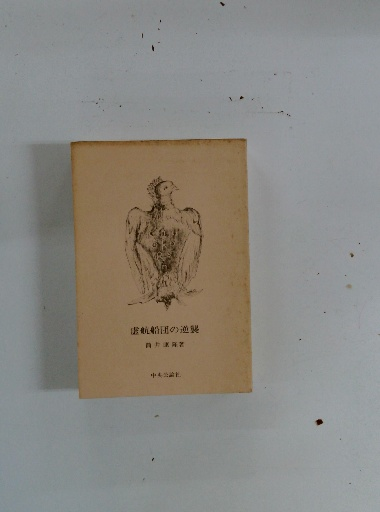 虚航船団の逆襲
筒井康隆著
中央公論社